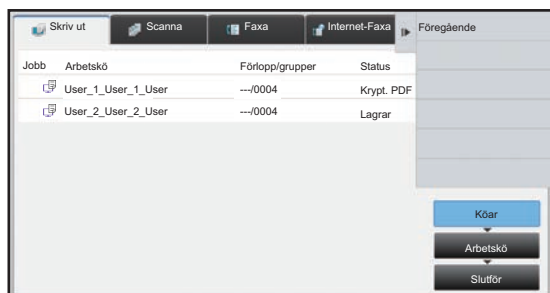 Skriv ut Scanna Faxa Internet-Faxa Föregående
Jobb Arbetskö Förlopp/grupper Status
User_1_User_1_User ---/0004 Krypt. PDF
User_2_User_2_User ---/0004 Lagrar
Köar
Arbetskö
Slutför